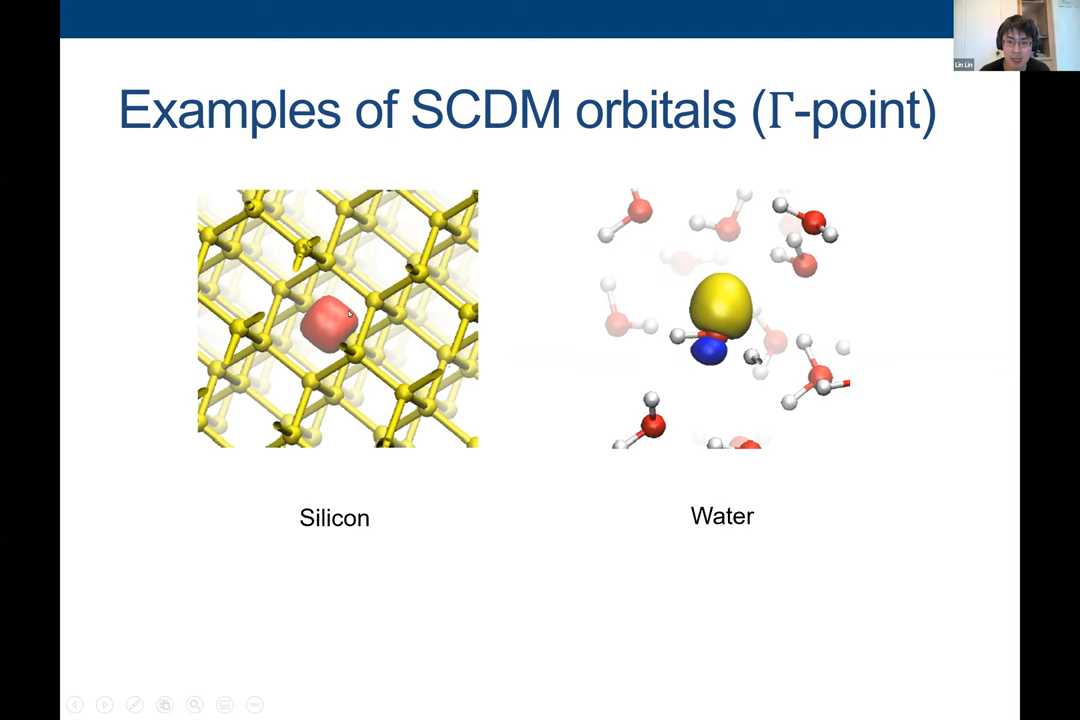 Lin Lin
Examples of SCDM orbitals (Γ-point)
Silicon
Water